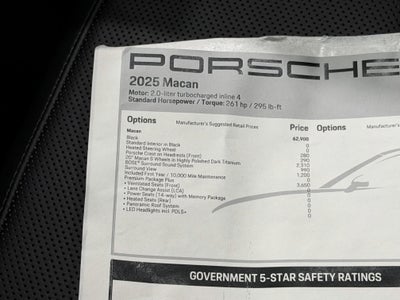 PORSCHE
2025 Macan
Motor: 2.0-liter turbocharged inline 4
Standard Horsepower / Torque: 261 hp / 295 lb-ft
Options Manufacturer's Suggested Retail Prices Price Options Manufacturer's
Macan 62,900
Black 0
Standard Interior in Black 0
Heated Steering Wheel 280
Porsche Crest on Headrests (Front) 290
20" Macan S Wheels in Highly Polished Dark Titanium 2,310
BOSE® Surround Sound System 990
Surround View 1,200
Included First Year / 10,000 Mile Maintenance 0
Premium Package Plus 3,650
• Ventilated Seats (Front) 0
• Lane Change Assist (LCA) 0
• Power Seats (14-way) with Memory Package 0
• Heated Seats (Rear) 0
• Panoramic Roof System 0
• LED Headlights incl. PDLS+ 0
GOVERNMENT 5-STAR SAFETY RATINGS